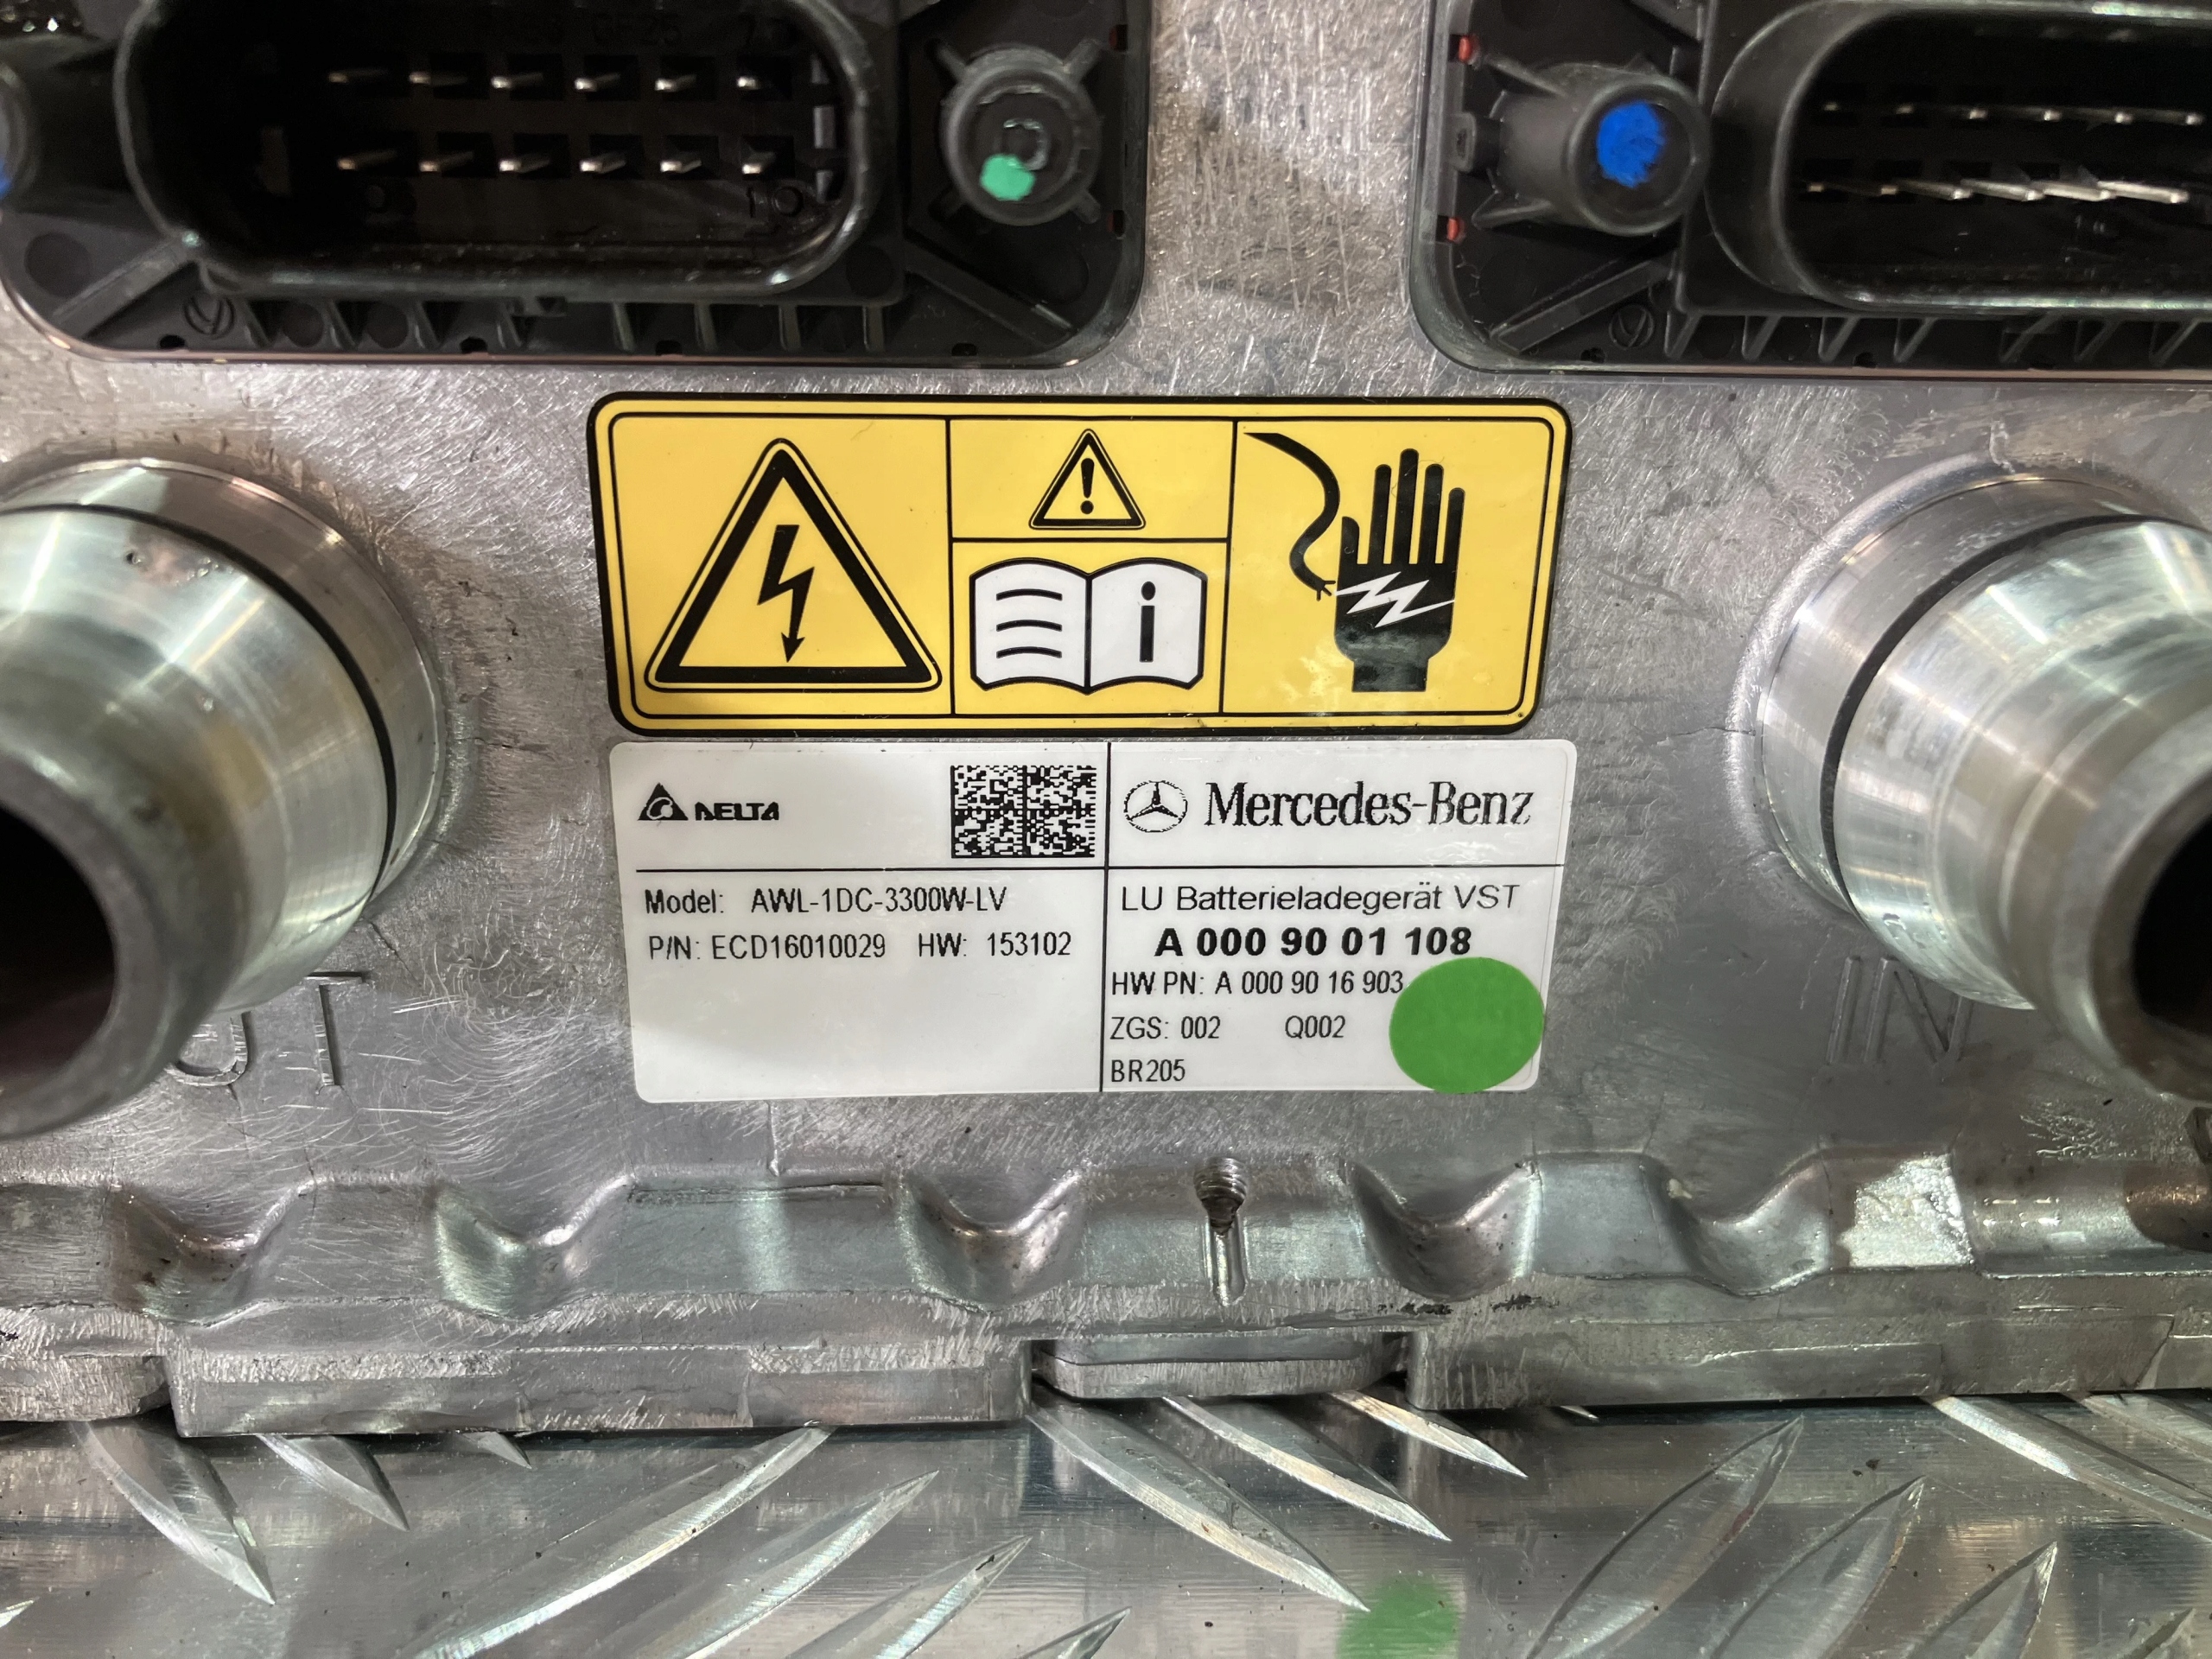 10
DELTA
Mercedes-Benz
Model: AWL-1DC-3300W-LV
P/N: ECD16010029 HW: 153102
LU Batterieladegerät VST
A 000 90 01 108
HW PN: A 000 90 16 903
ZGS: 002 Q002
BR205
i
IN